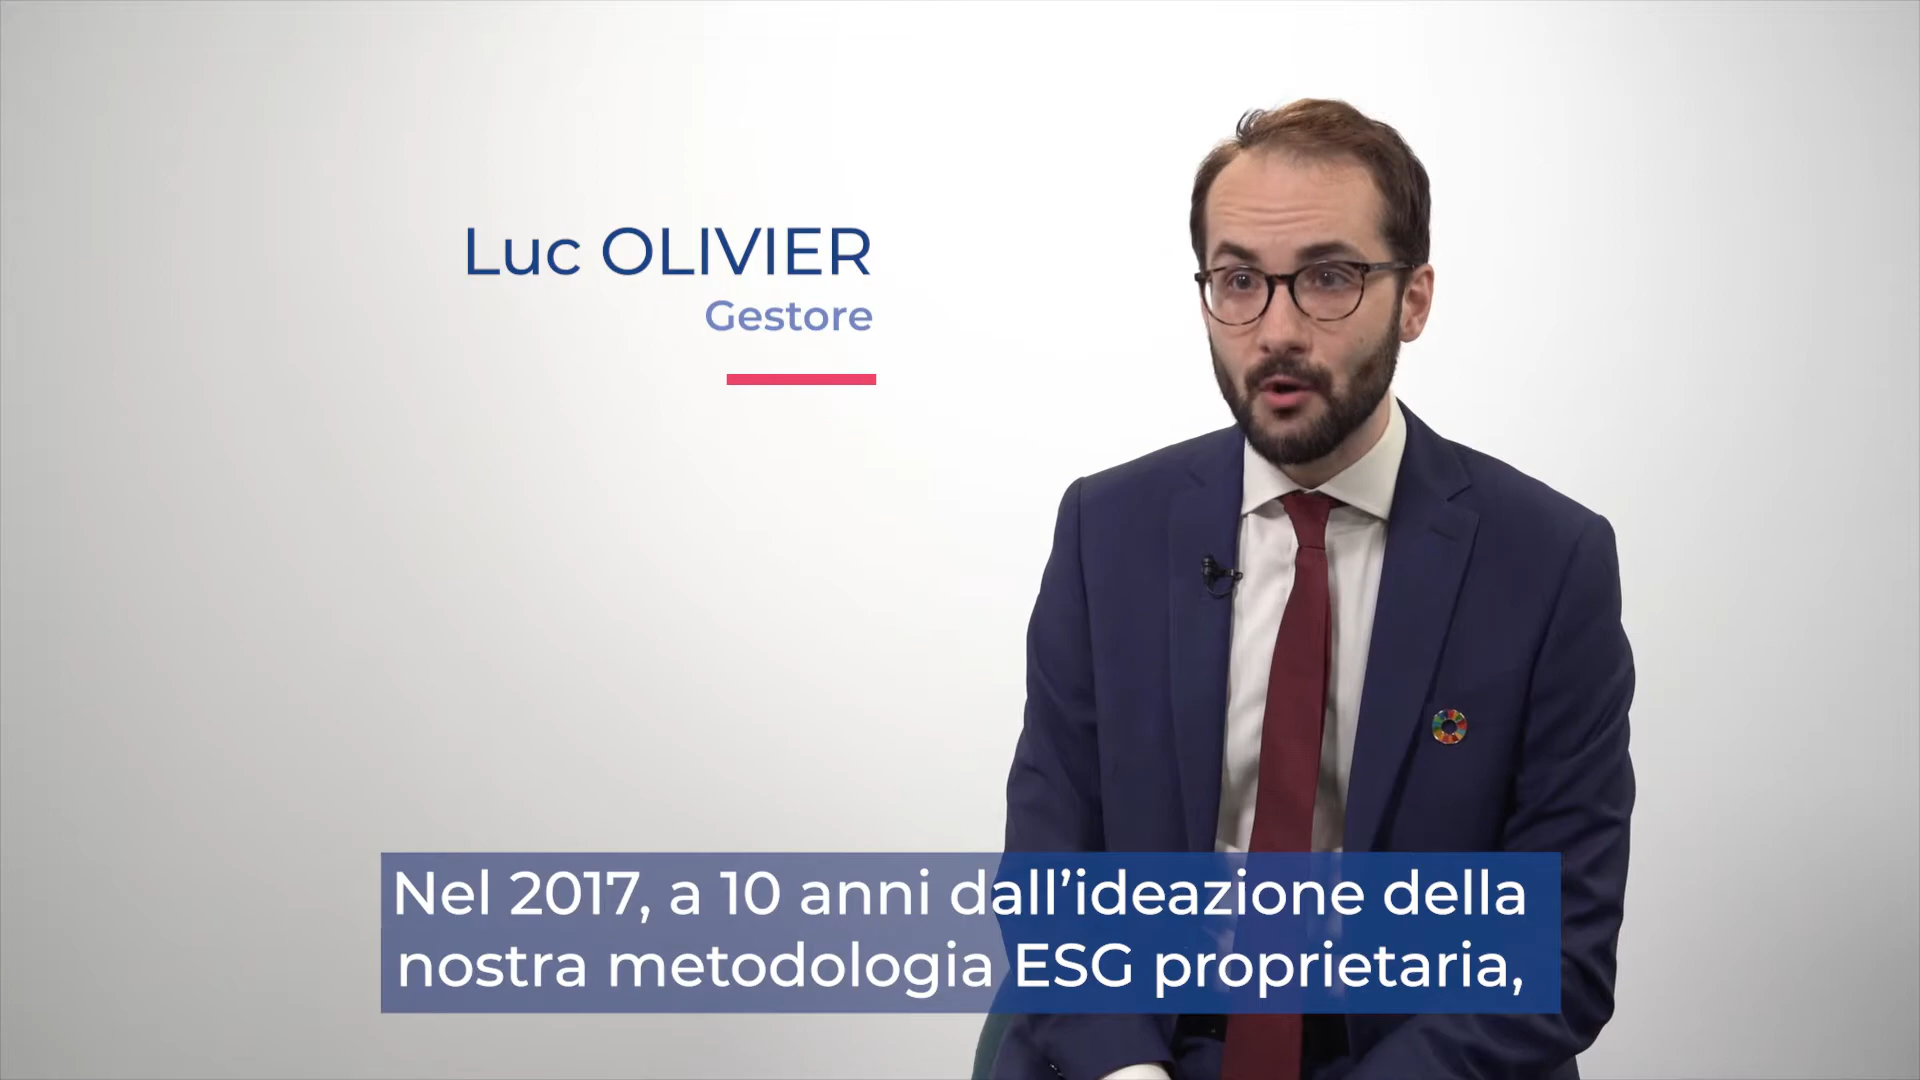 Luc OLIVIER
Gestore
Nel 2017, a 10 anni dall’ideazione della
nostra metodologia ESG proprietaria,